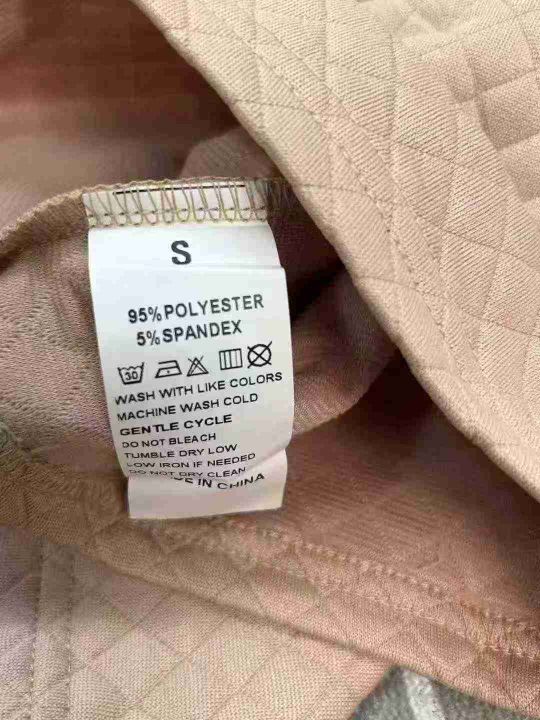 S
95%POLYESTER
5%SPANDEX
30
WASH WITH LIKE COLORS
MACHINE WASH COLD
GENTLE CYCLE
DO NOT BLEACH
TUMBLE DRY LOW
LOW IRON IF NEEDED
DO NOT DRY CLEAN
IN CHINA